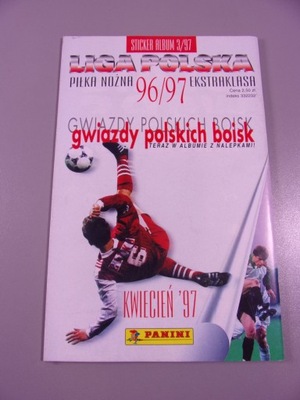 STICKER ALBUM 3/97
LIGA POLSKA
PIŁKA NOŻNA 96/97 EKSTRAKLASA
GWIAZDY POLSKICH BOISK
gwiazdy polskich boisk
TERAZ W ALBUMIE Z NALEPKAMI!
KWIECIEŃ '97
PANINI